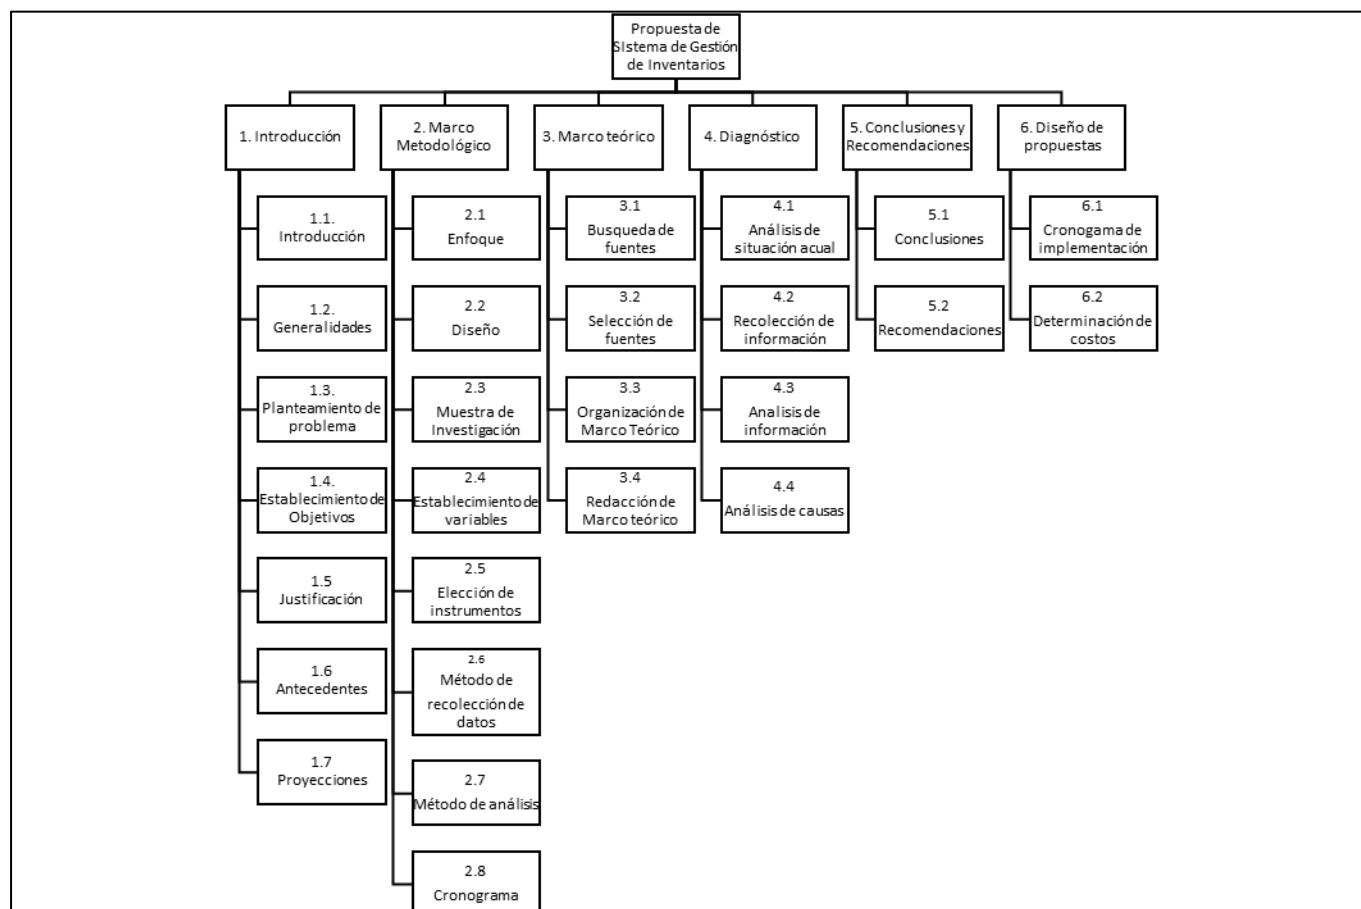 Propuesta de
SIstema de Gestión
de Inventarios
1. Introducción
2. Marco
Metodológico
3. Marco teórico
4. Diagnóstico
5. Conclusiones y
Recomendaciones
6. Diseño de
propuestas
1.1.
Introducción
1.2.
Generalidades
1.3.
Planteamiento de
problema
1.4.
Establecimiento de
Objetivos
1.5
Justificación
1.6
Antecedentes
1.7
Proyecciones
2.1
Enfoque
2.2
Diseño
2.3
Muestra de
Investigación
2.4
Establecimiento de
variables
2.5
Elección de
instrumentos
2.6
Método de
recolección de
datos
2.7
Método de análisis
2.8
Cronograma
3.1
Busqueda de
fuentes
3.2
Selección de
fuentes
3.3
Organización de
Marco Teórico
3.4
Redacción de
Marco teórico
4.1
Análisis de
situación acual
4.2
Recolección de
información
4.3
Analisis de
información
4.4
Análisis de causas
5.1
Conclusiones
5.2
Recomendaciones
6.1
Cronogama de
implementación
6.2
Determinación de
costos